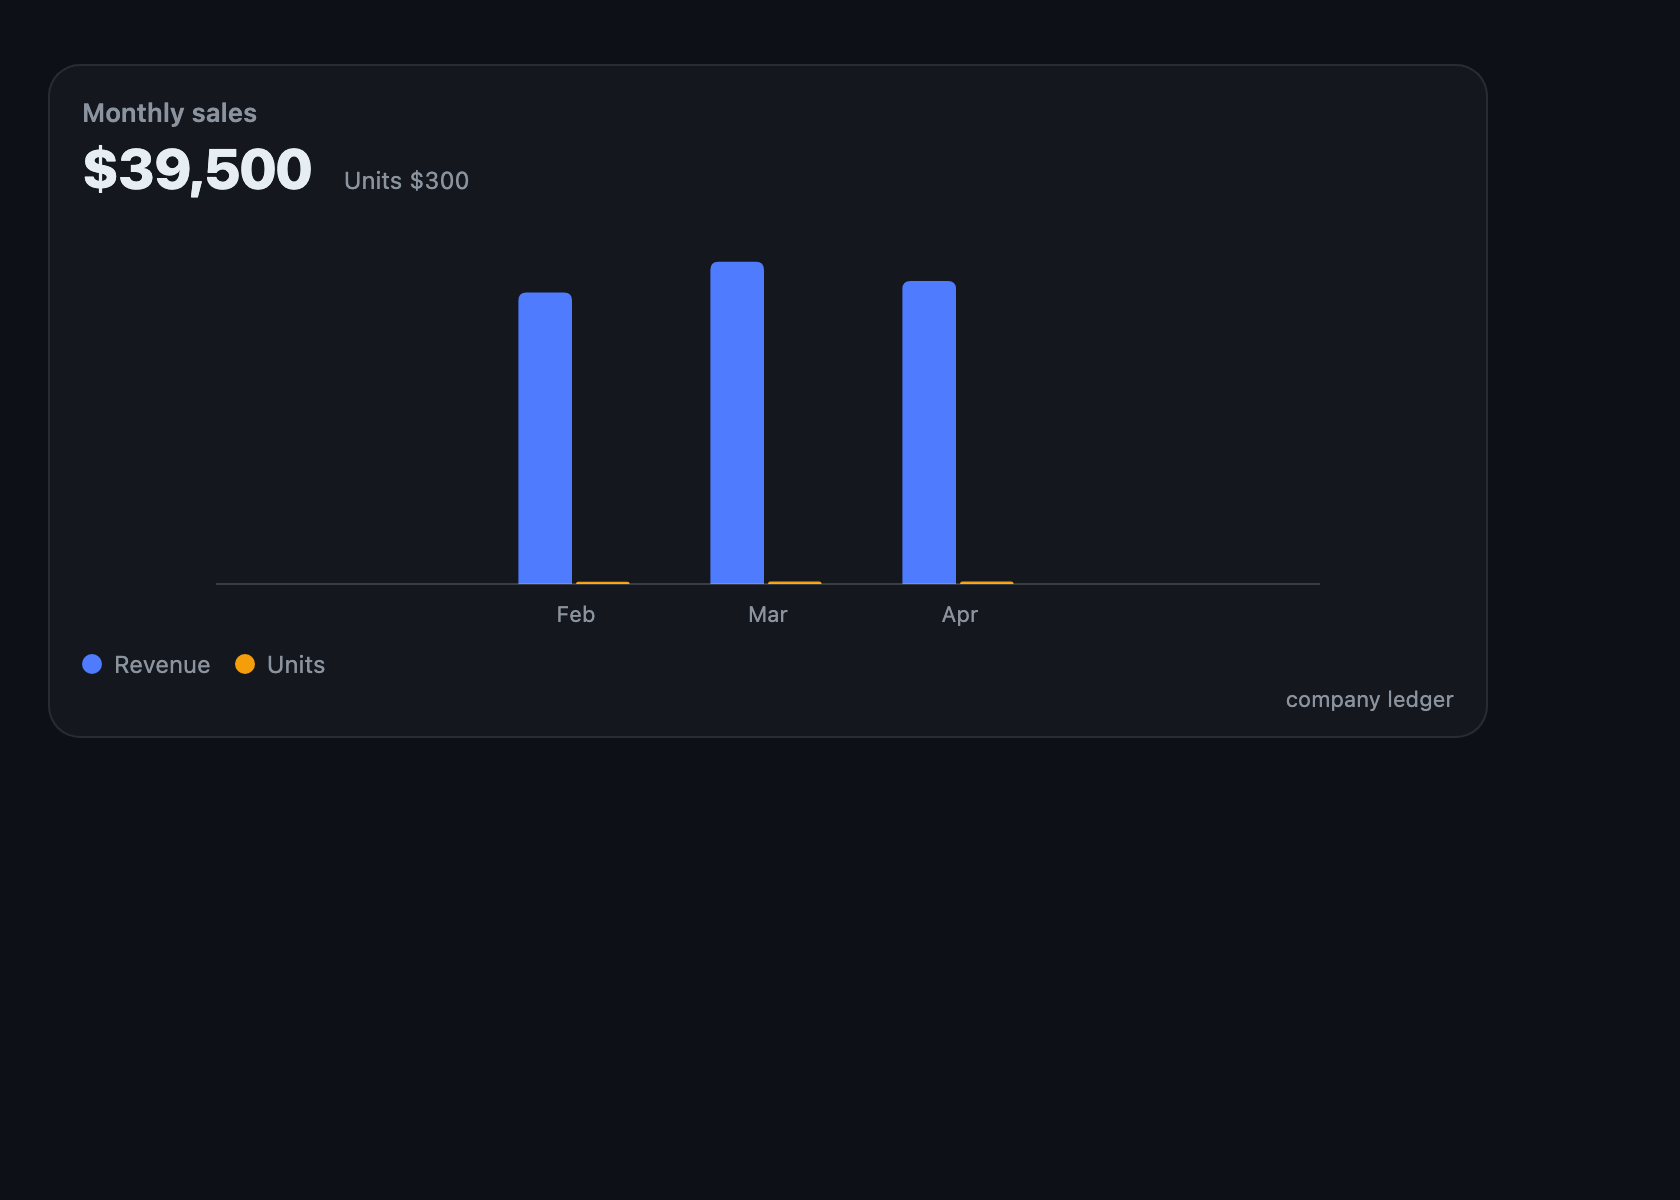 Monthly sales
$39,500 Units $300
Feb Mar Apr
Revenue Units
company ledger